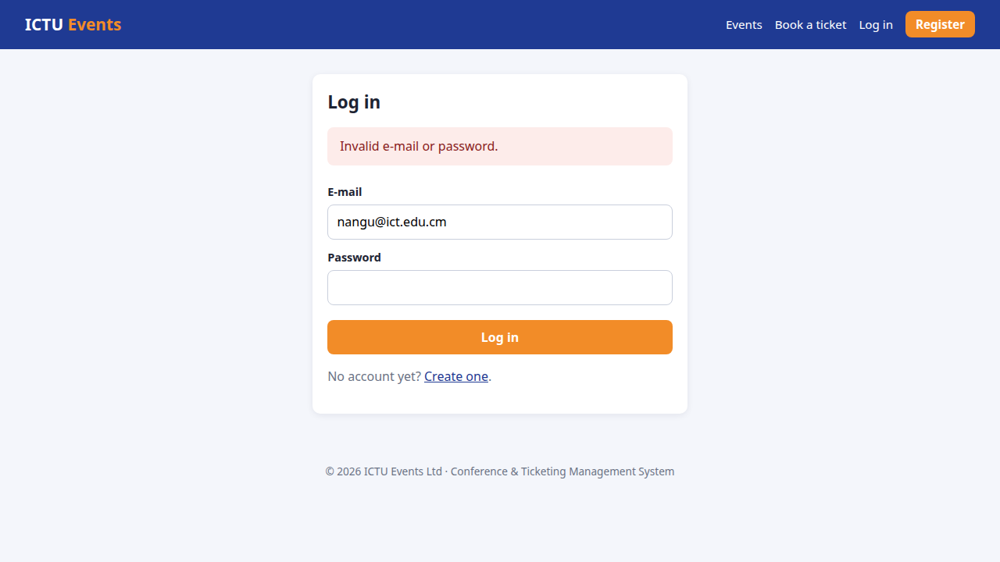 ICTU Events
Events Book a ticket Log in Register
Log in
Invalid e-mail or password.
E-mail
nangu@ict.edu.cm
Password
Log in
No account yet? Create one.
© 2026 ICTU Events Ltd · Conference & Ticketing Management System